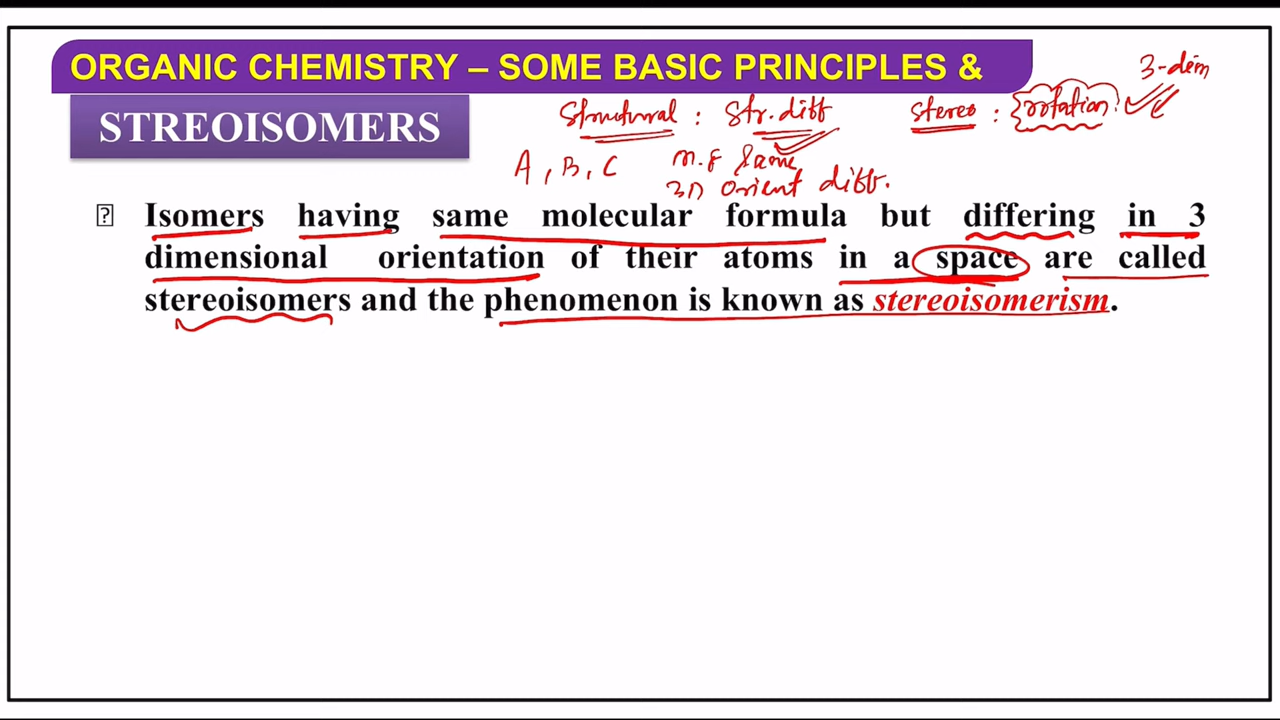 ORGANIC CHEMISTRY – SOME BASIC PRINCIPLES &
STREOISOMERS
Structural : Str. diff
stereo : rotation
3-dim
A, B, C
M.F Same
3D Orient diff.
Isomers having same molecular formula but differing in 3
dimensional orientation of their atoms in a space are called
stereoisomers and the phenomenon is known as stereoisomerism.